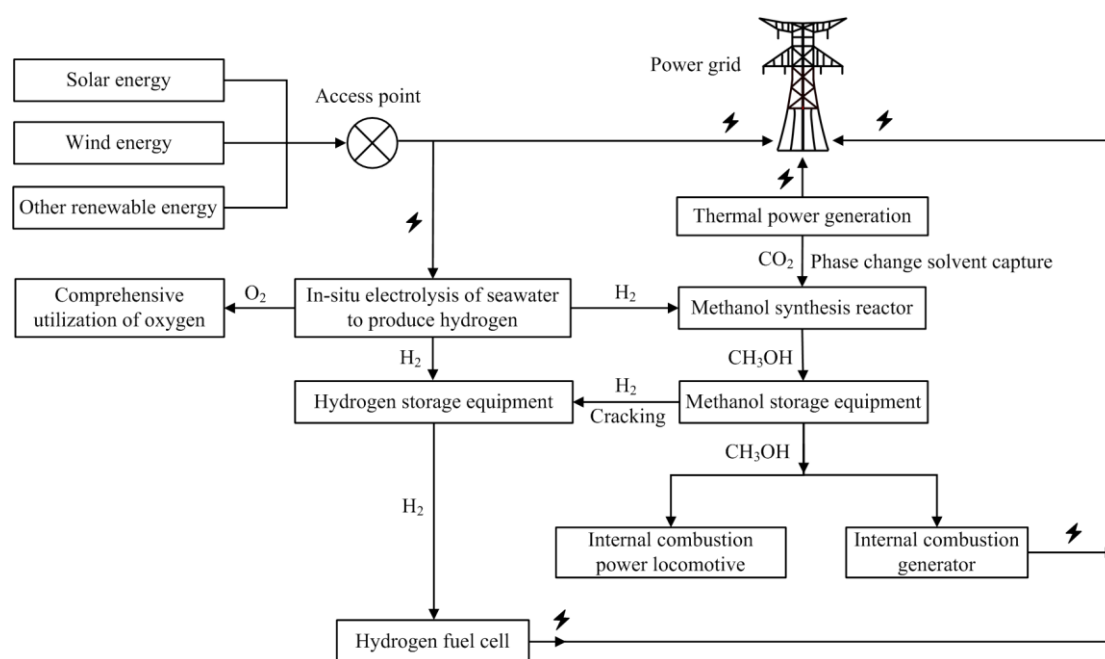 Power grid
Solar energy
Access point
Wind energy
Other renewable energy
Thermal power generation
CO₂
Phase change solvent capture
Comprehensive
utilization of oxygen
O₂
In-situ electrolysis of seawater
to produce hydrogen
H₂
Methanol synthesis reactor
H₂
CH₃OH
Hydrogen storage equipment
H₂
Cracking
Methanol storage equipment
CH₃OH
H₂
Internal combustion
power locomotive
Internal combustion
generator
Hydrogen fuel cell